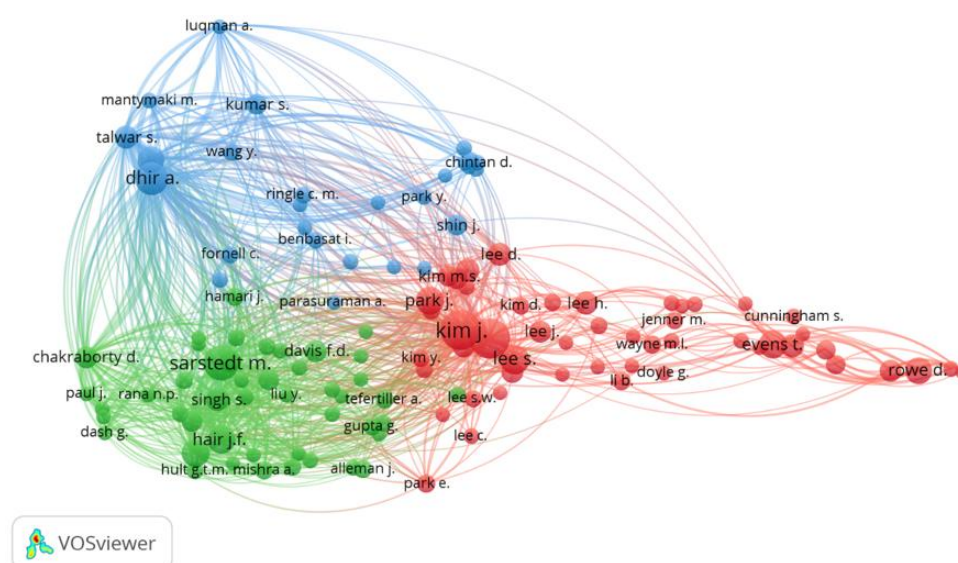 luqman a.
mantymaki m.
kumar s.
talwar s.
wang y.
chintan d.
dhir a.
ringle c. m.
park y.
shin j.
benbasat i.
fornell c.
lee d.
kim m.s.
hamari j.
parasuraman a.
park j.
kim d.
lee h.
cunningham s.
jenner m.
kim j.
lee j.
wayne m.l.
evens t.
chakraborty d.
sarstedt m.
davis f.d.
kim y.
lee s.
doyle g.
rowe d.
li b.
paul j.
rana n.p.
singh s.
liu y.
tefertiller a.
lee s.w.
dash g.
hair j.f.
gupta g.
lee c.
hult g.t.m.
mishra a.
alleman j.
park e.
VOSviewer